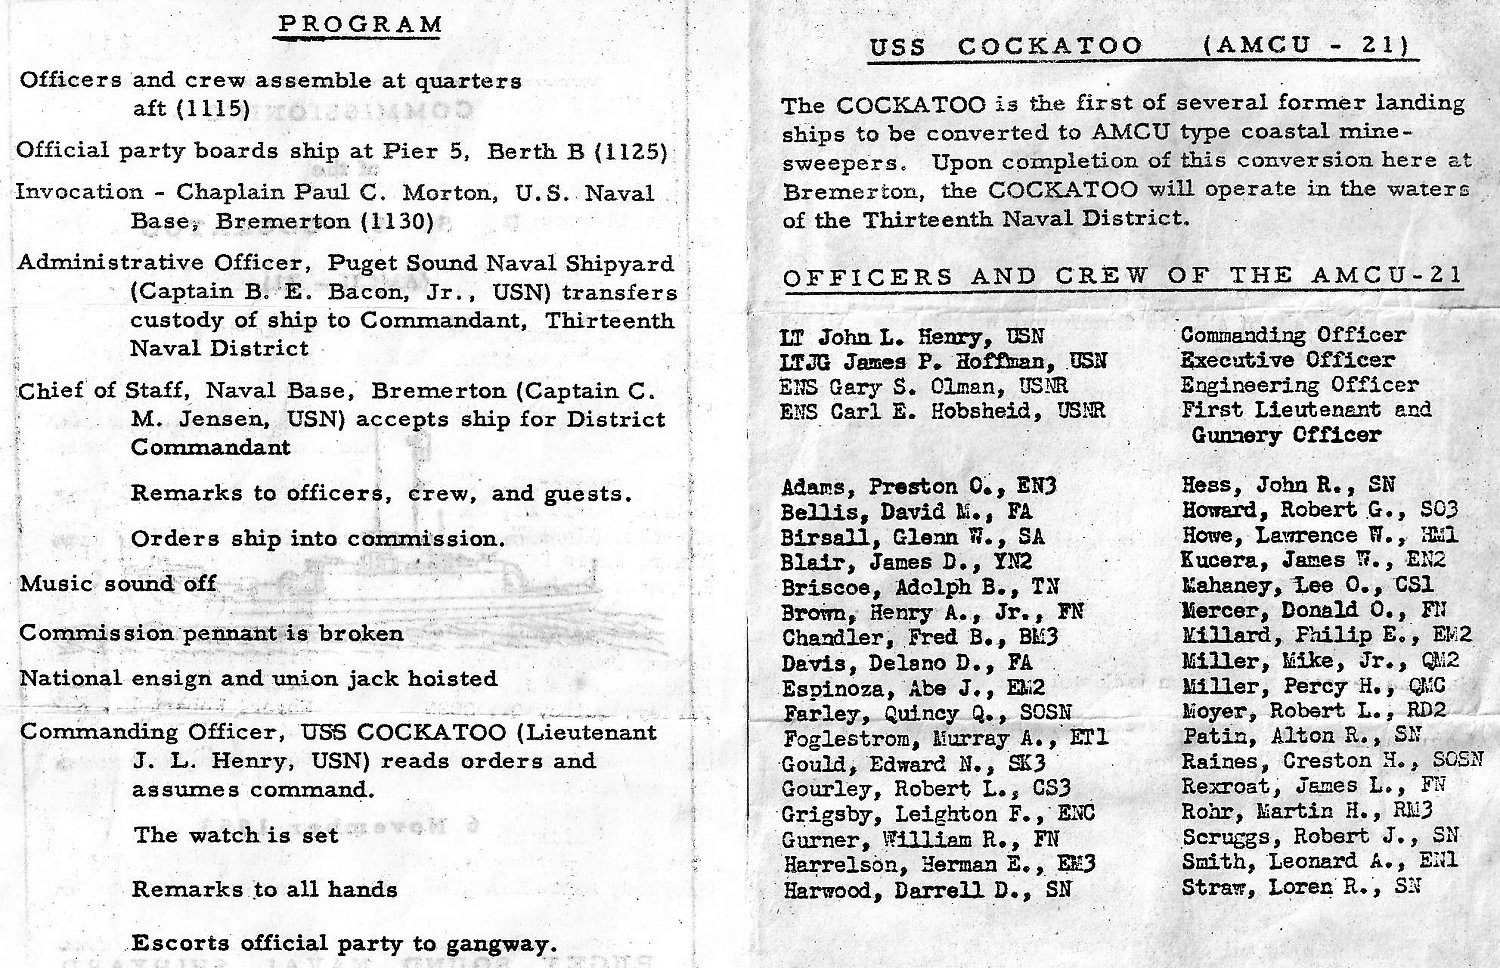 PROGRAM
Officers and crew assemble at quarters
aft (1115)
Official party boards ship at Pier 5, Berth B (1125)
Invocation - Chaplain Paul C. Morton, U.S. Naval
Base, Bremerton (1130)
Administrative Officer, Puget Sound Naval Shipyard
(Captain B. E. Bacon, Jr., USN) transfers
custody of ship to Commandant, Thirteenth
Naval District
Chief of Staff, Naval Base, Bremerton (Captain C.
M. Jensen, USN) accepts ship for District
Commandant
Remarks to officers, crew, and guests.
Orders ship into commission.
Music sound off
Commission pennant is broken
National ensign and union jack hoisted
Commanding Officer, USS COCKATOO (Lieutenant
J. L. Henry, USN) reads orders and
assumes command.
The watch is set
Remarks to all hands
Escorts official party to gangway.
USS COCKATOO (AMCU - 21)
The COCKATOO is the first of several former landing
ships to be converted to AMCU type coastal mine-
sweepers. Upon completion of this conversion here at
Bremerton, the COCKATOO will operate in the waters
of the Thirteenth Naval District.
OFFICERS AND CREW OF THE AMCU-21
LT John L. Henry, USN Commanding Officer
LTJG James P. Hoffman, USN Executive Officer
ENS Gary S. Olman, USNR Engineering Officer
ENS Carl E. Hobsheid, USNR First Lieutenant and
Gunnery Officer
Adams, Preston O., EN3
Bellis, David M., FA
Birsall, Glenn W., SA
Blair, James D., YN2
Briscoe, Adolph B., TN
Brown, Henry A., Jr., FN
Chandler, Fred B., BM3
Davis, Delano D., FA
Espinoza, Abe J., EM2
Farley, Quincy Q., SOSN
Foglestrom, Murray A., ET1
Gould, Edward N., SK3
Gourley, Robert L., CS3
Grigsby, Leighton F., ENC
Gurner, William R., FN
Harrelson, Herman E., EM3
Harwood, Darrell D., SN
Hess, John R., SN
Howard, Robert G., SO3
Howe, Lawrence W., HM1
Kucera, James W., EN2
Mahaney, Lee O., CS1
Mercer, Donald O., FN
Millard, Philip E., EM2
Miller, Mike, Jr., QM2
Miller, Percy H., QMC
Moyer, Robert L., RD2
Patin, Alton R., SN
Raines, Creston H., SOSN
Rexroat, James L., FN
Rohr, Martin H., RM3
Scruggs, Robert J., SN
Smith, Leonard A., EN1
Straw, Loren R., SN